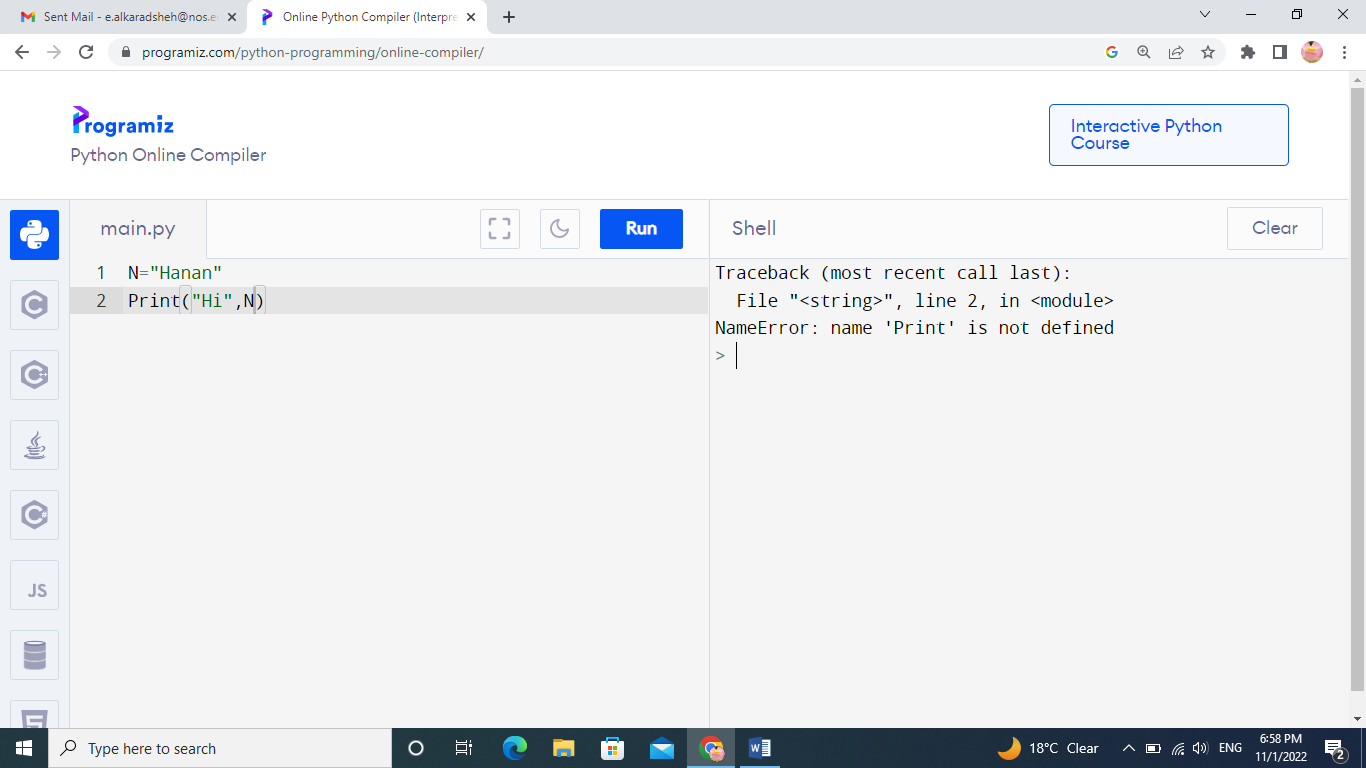 Sent Mail - e.alkaradsheh@nos.e
Online Python Compiler (Interpre
programiz.com/python-programming/online-compiler/
Programiz
Python Online Compiler
Interactive Python
Course
main.py
Run
Shell
Clear
1 N="Hanan"
2 Print("Hi",N)
Traceback (most recent call last):
File "<string>", line 2, in <module>
NameError: name 'Print' is not defined
>
JS
Type here to search
18°C Clear
ENG
6:58 PM
11/1/2022
2